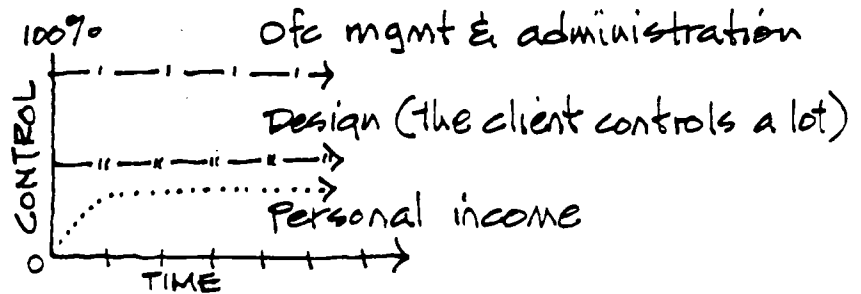 100% Ofc mgmt & administration
Design (the client controls a lot)
Personal income
CONTROL
0
TIME